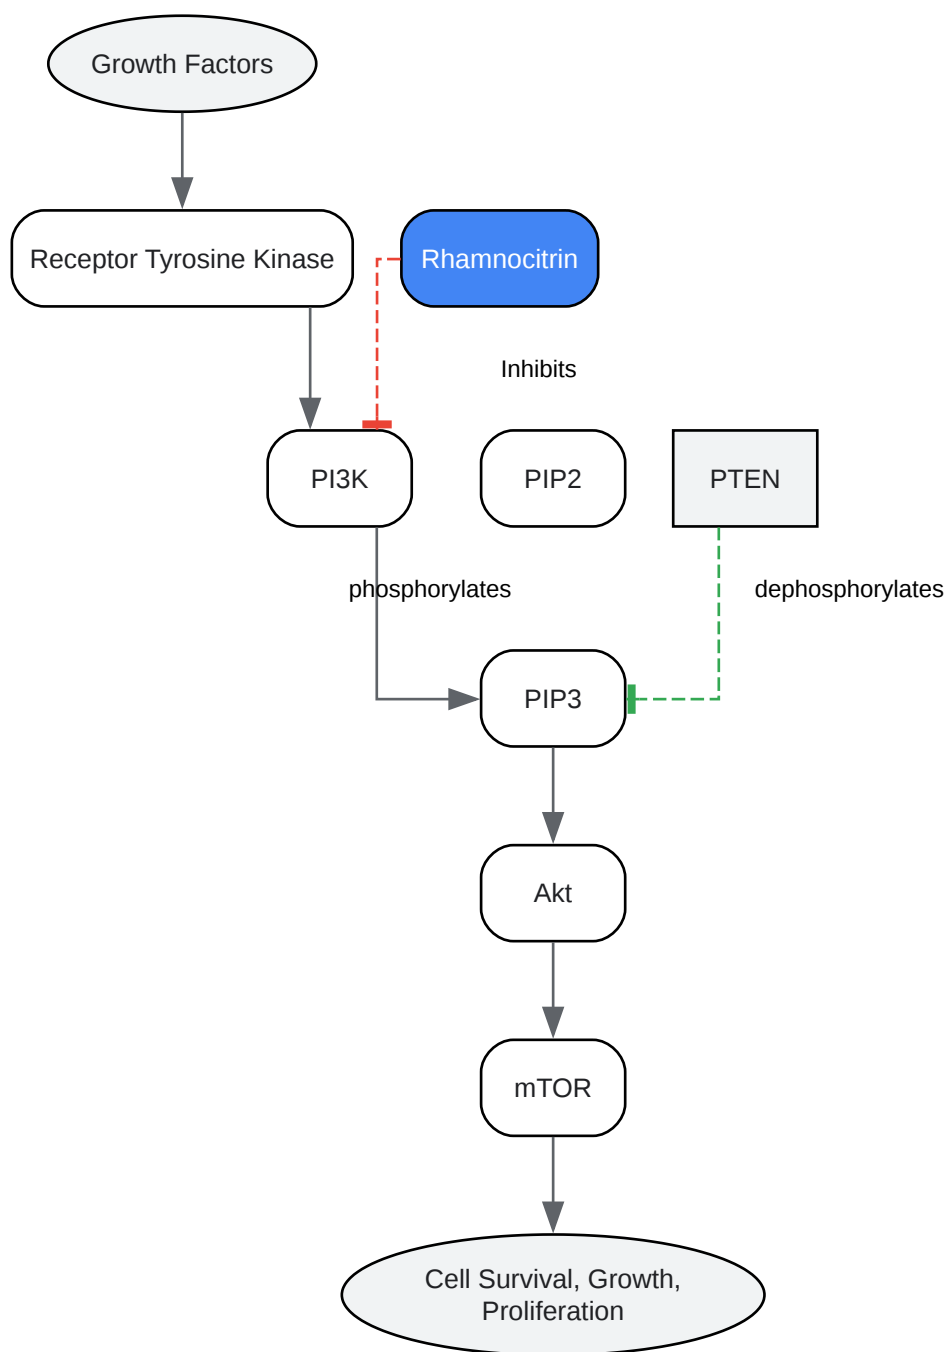 Growth Factors
Receptor Tyrosine Kinase
Rhamnocitrin
Inhibits
PI3K
PIP2
PTEN
phosphorylates
dephosphorylates
PIP3
Akt
mTOR
Cell Survival, Growth,
Proliferation